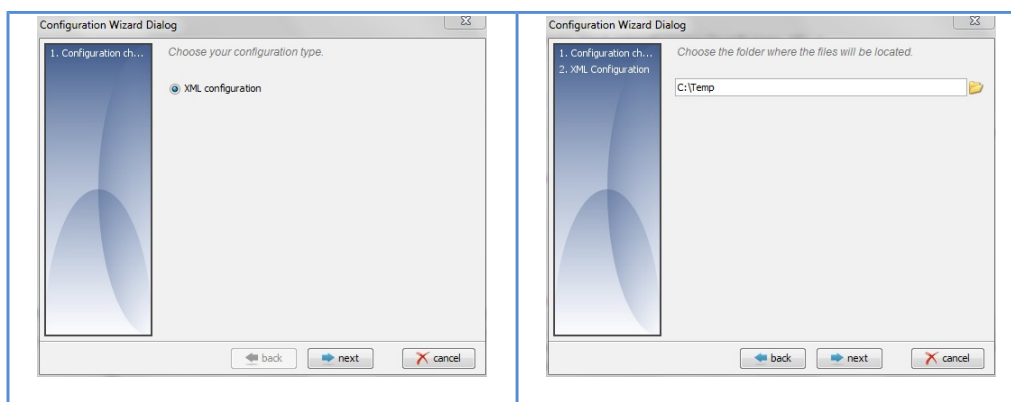 Configuration Wizard Dialog
1. Configuration ch...
Choose your configuration type.
XML configuration
back
next
cancel
Configuration Wizard Dialog
1. Configuration ch...
2. XML Configuration
Choose the folder where the files will be located.
C:\Temp
back
next
cancel